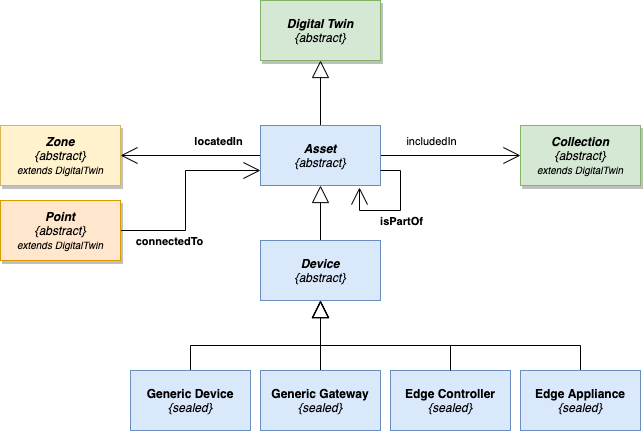 Digital Twin
{abstract}
Zone
{abstract}
extends DigitalTwin
locatedIn
Asset
{abstract}
includedIn
Collection
{abstract}
extends DigitalTwin
Point
{abstract}
extends DigitalTwin
connectedTo
isPartOf
Device
{abstract}
Generic Device
{sealed}
Generic Gateway
{sealed}
Edge Controller
{sealed}
Edge Appliance
{sealed}